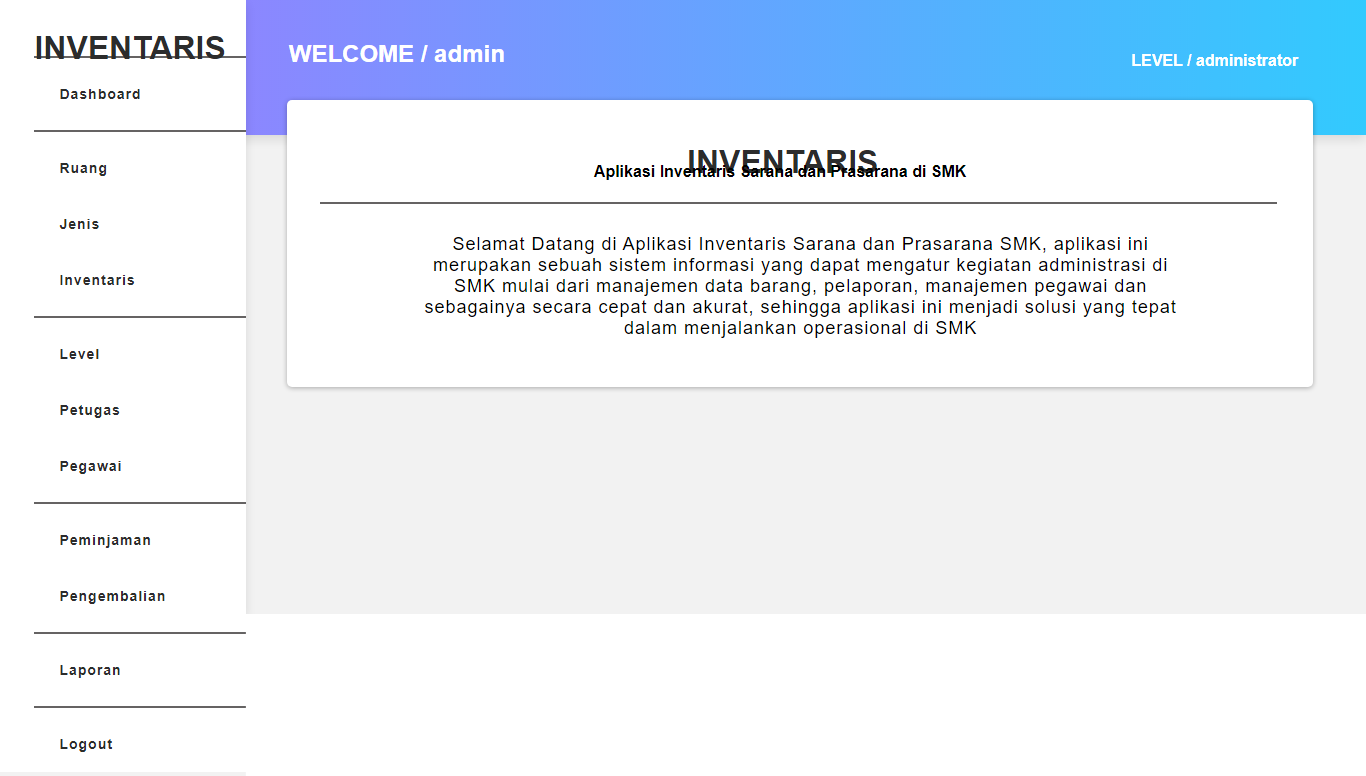 INVENTARIS
Dashboard
Ruang
Jenis
Inventaris
Level
Petugas
Pegawai
Peminjaman
Pengembalian
Laporan
Logout
WELCOME / admin
LEVEL / administrator
INVENTARIS
Aplikasi Inventaris Sarana dan Prasarana di SMK
Selamat Datang di Aplikasi Inventaris Sarana dan Prasarana SMK, aplikasi ini
merupakan sebuah sistem informasi yang dapat mengatur kegiatan administrasi di
SMK mulai dari manajemen data barang, pelaporan, manajemen pegawai dan
sebagainya secara cepat dan akurat, sehingga aplikasi ini menjadi solusi yang tepat
dalam menjalankan operasional di SMK